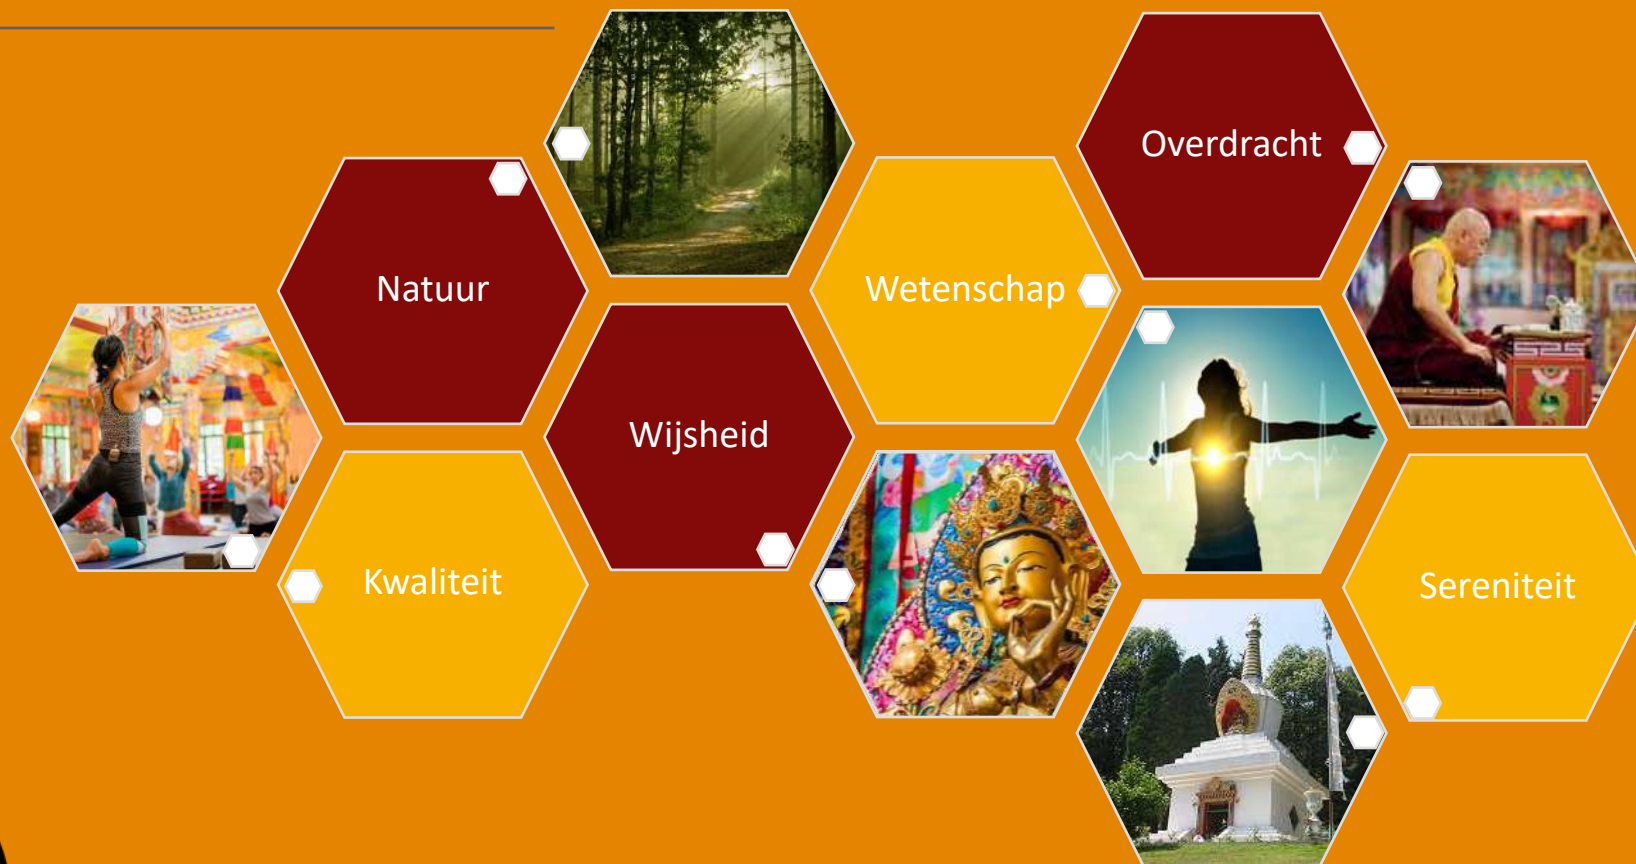 Overdracht
Natuur
Wetenschap
Wijsheid
Kwaliteit
Sereniteit